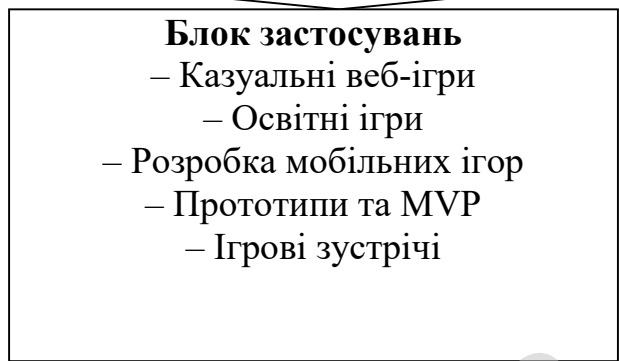 Блок застосувань
– Казуальні веб-ігри
– Освітні ігри
– Розробка мобільних ігор
– Прототипи та MVP
– Ігрові зустрічі